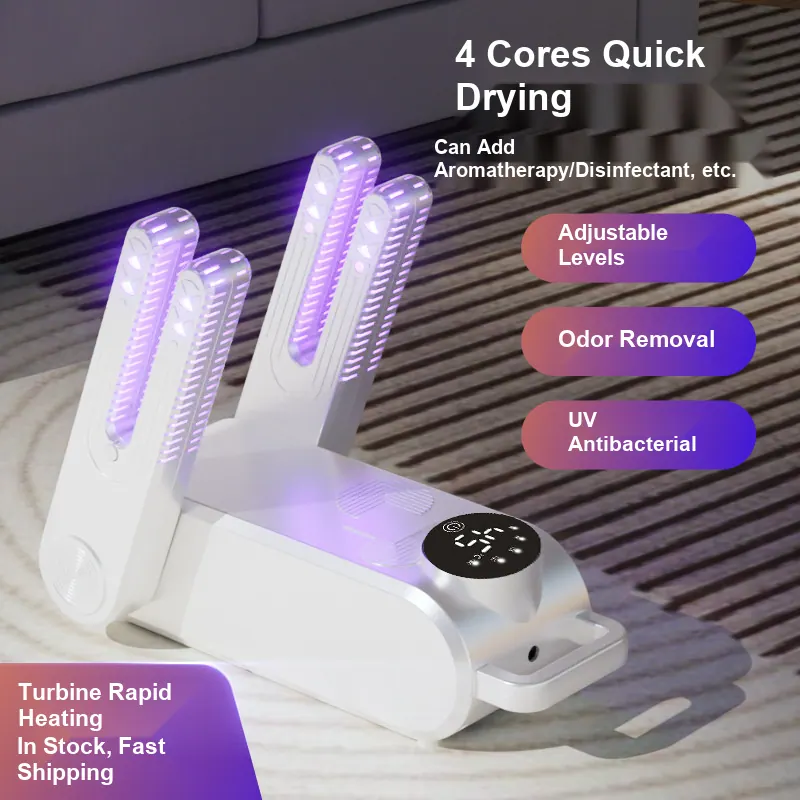 4 Cores Quick
Drying
Can Add
Aromatherapy/Disinfectant, etc.
Adjustable
Levels
Odor Removal
UV
Antibacterial
Turbine Rapid
Heating
In Stock, Fast
Shipping